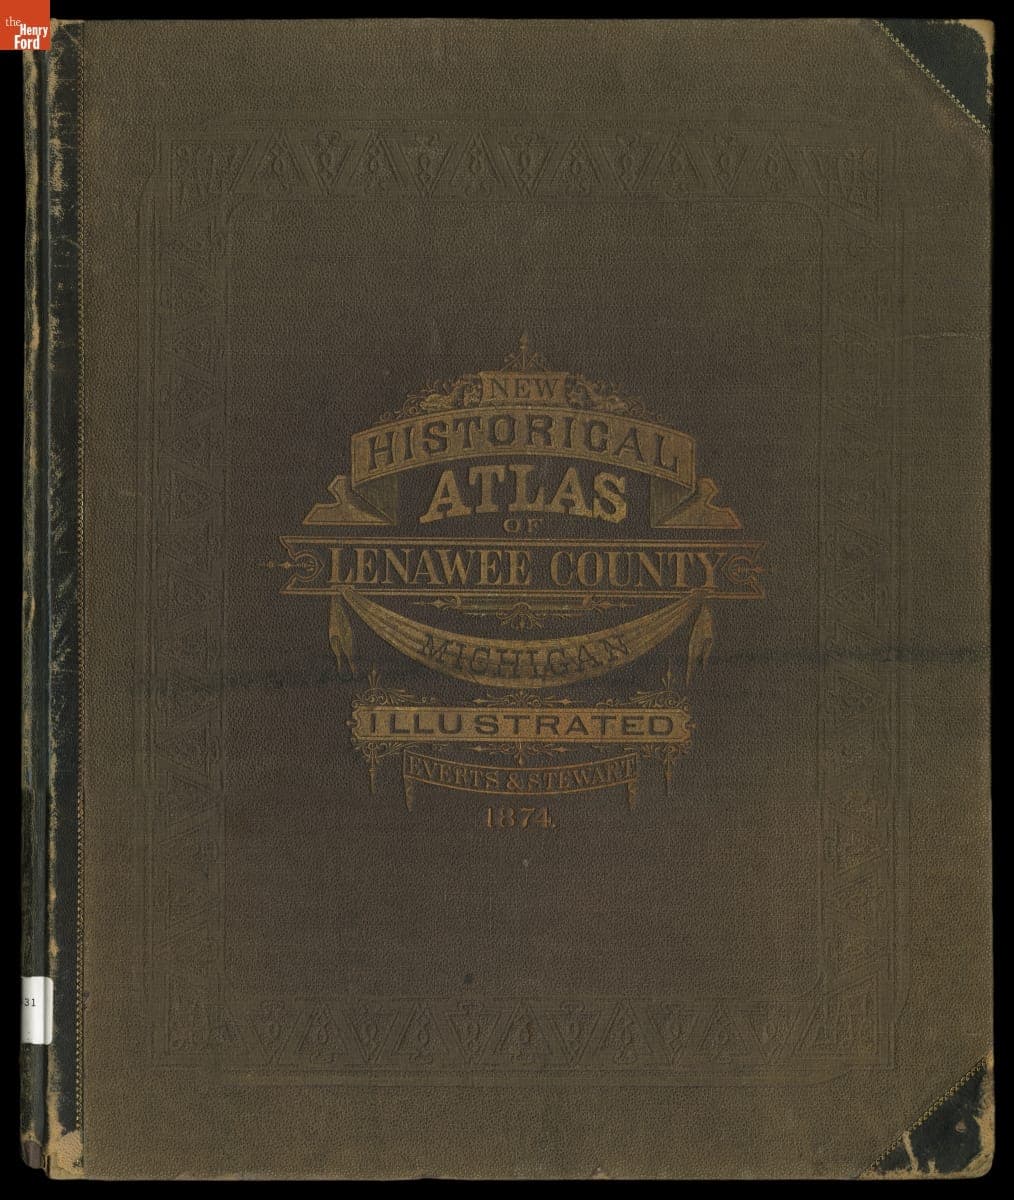 the
Henry
Ford
NEW
HISTORICAL
ATLAS
OF
LENAWEE COUNTY
MICHIGAN
ILLUSTRATED
EVERTS & STEWART
1874.
31